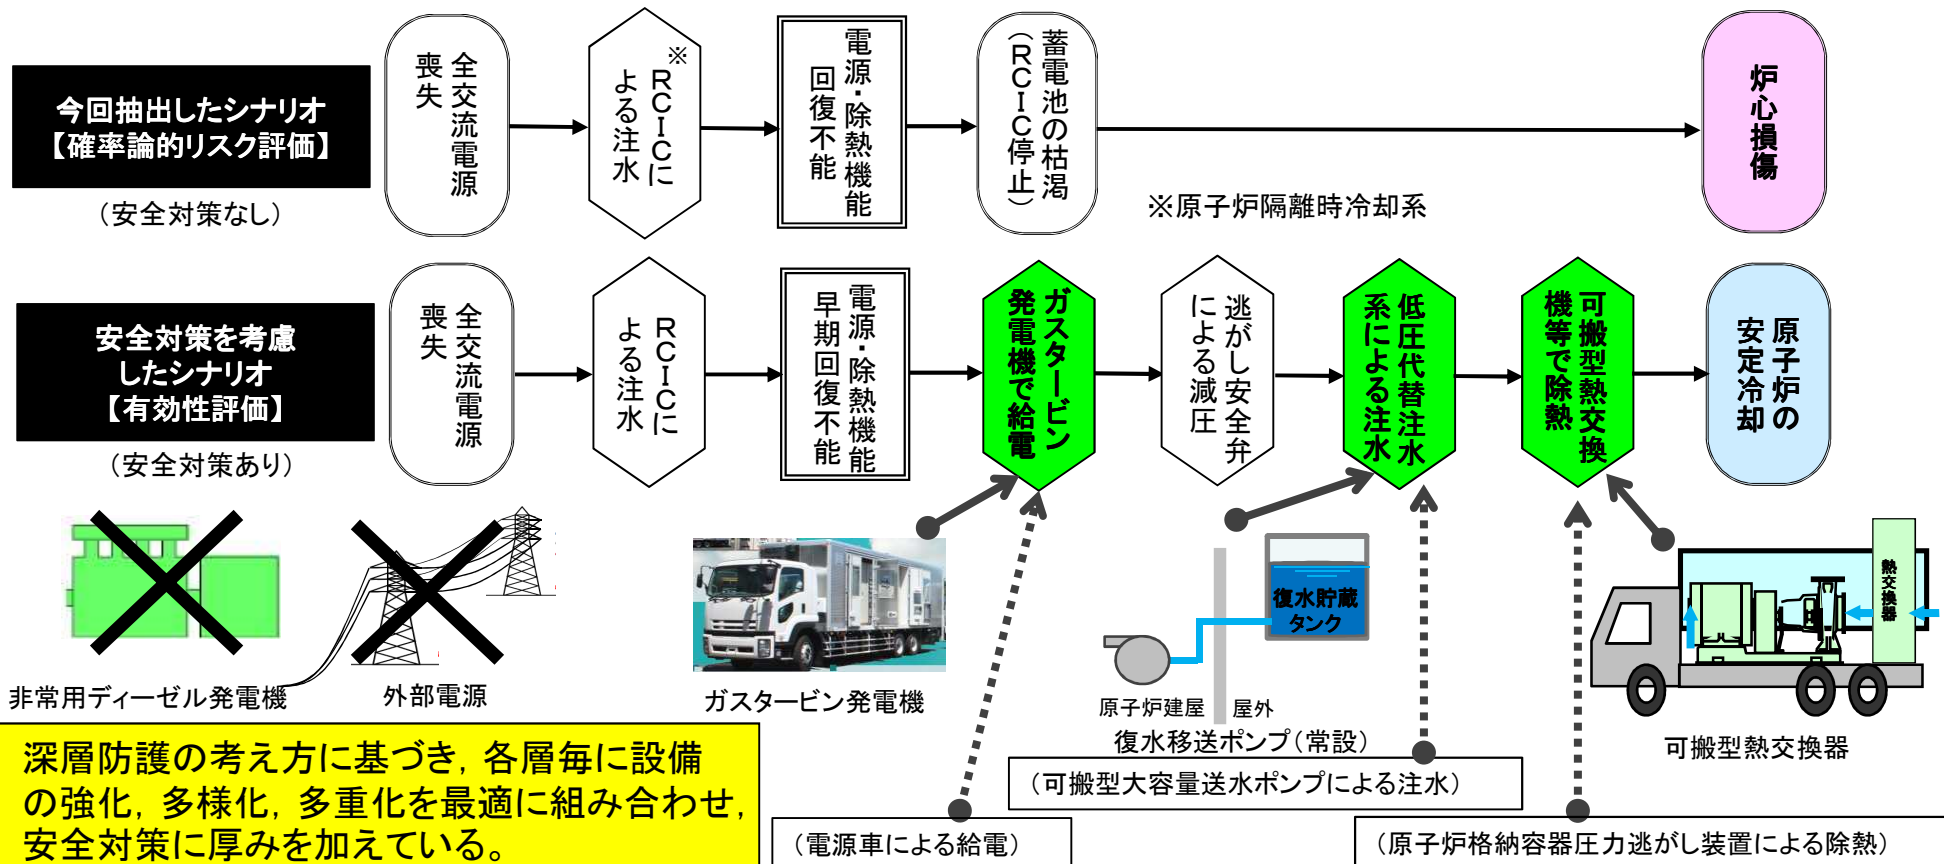 今回抽出したシナリオ
【確率論的リスク評価】
（安全対策なし）
全交流電源
喪失
※
RCICに
よる注水
電源・除熱機能
回復不能
蓄電池の枯渇
（RCIC停止）
炉心損傷
※原子炉隔離時冷却系
安全対策を考慮
したシナリオ
【有効性評価】
（安全対策あり）
全交流電源
喪失
RCICに
よる注水
電源・除熱機能
早期回復不能
ガスタービン
発電機で給電
逃がし安全弁
による減圧
低圧代替注水
系による注水
可搬型熱交換
機等で除熱
原子炉の
安定冷却
非常用ディーゼル発電機
外部電源
ガスタービン発電機
復水貯蔵
タンク
原子炉建屋
屋外
復水移送ポンプ（常設）
熱交換器
可搬型熱交換器
（可搬型大容量送水ポンプによる注水）
（電源車による給電）
（原子炉格納容器圧力逃がし装置による除熱）
深層防護の考え方に基づき，各層毎に設備
の強化，多様化，多重化を最適に組み合わせ，
安全対策に厚みを加えている。